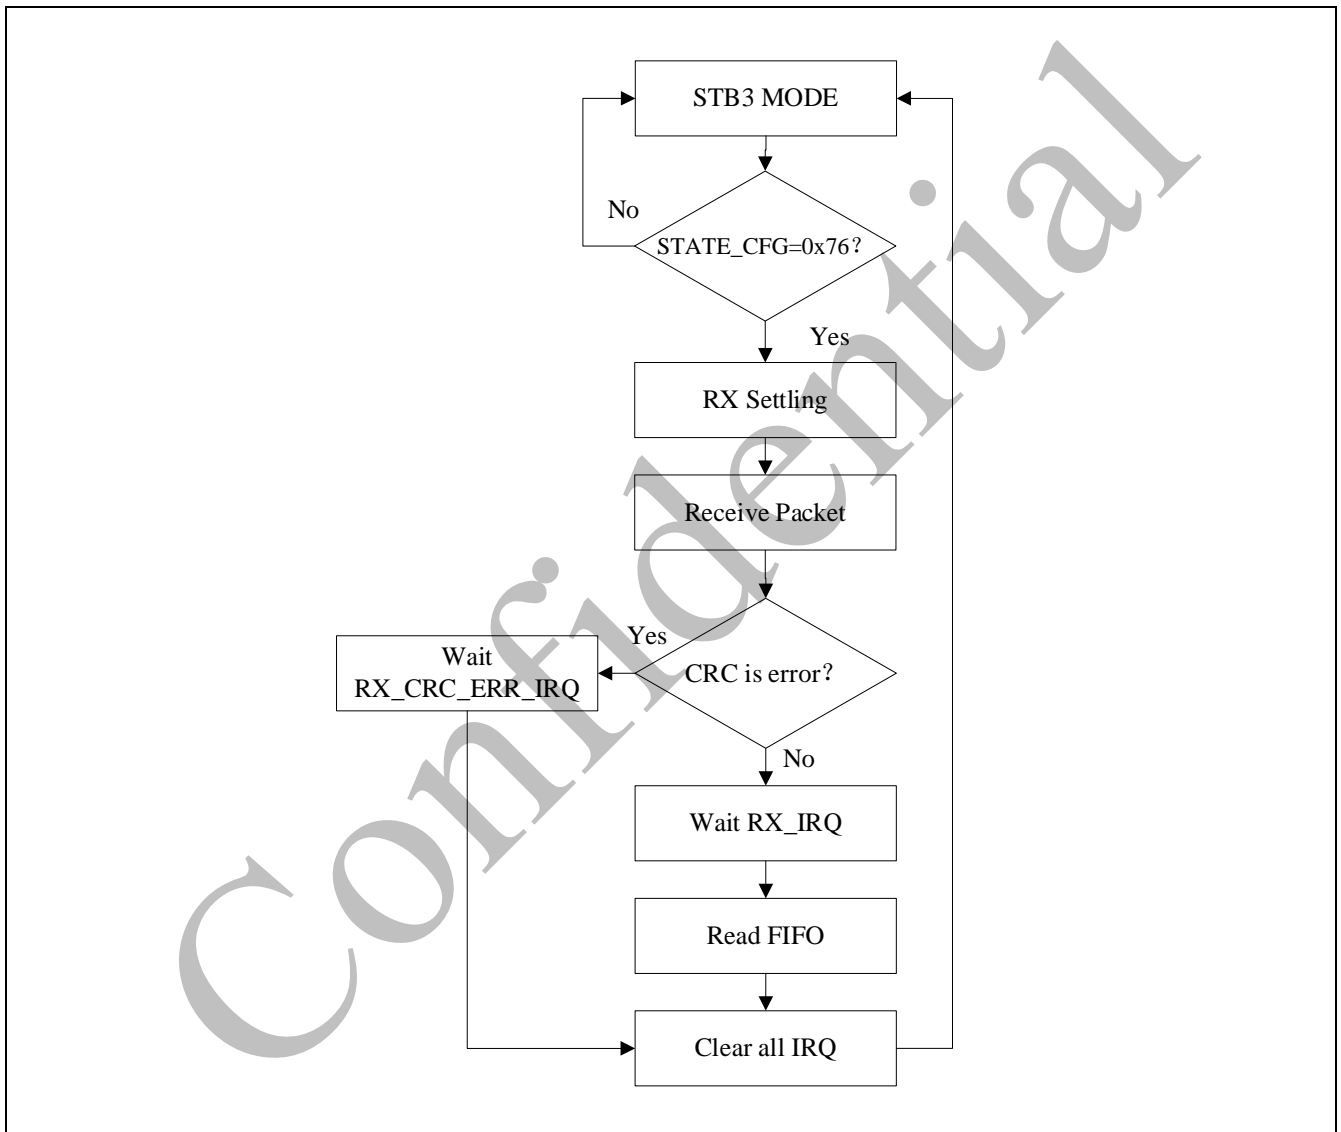 STB3 MODE
No
STATE_CFG=0x76？
Yes
RX Settling
Receive Packet
Yes
Wait
RX_CRC_ERR_IRQ
CRC is error？
No
Wait RX_IRQ
Read FIFO
Clear all IRQ
Confidential